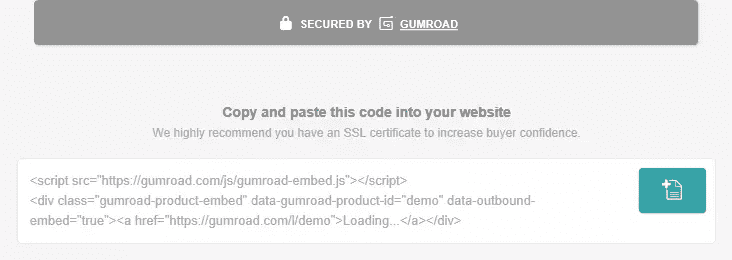 SECURED BY GUMROAD
Copy and paste this code into your website
We highly recommend you have an SSL certificate to increase buyer confidence.
<script src="https://gumroad.com/js/gumroad-embed.js"></script>
<div class="gumroad-product-embed" data-gumroad-product-id="demo" data-outbound-
embed="true"><a href="https://gumroad.com/l/demo">Loading...</a></div>